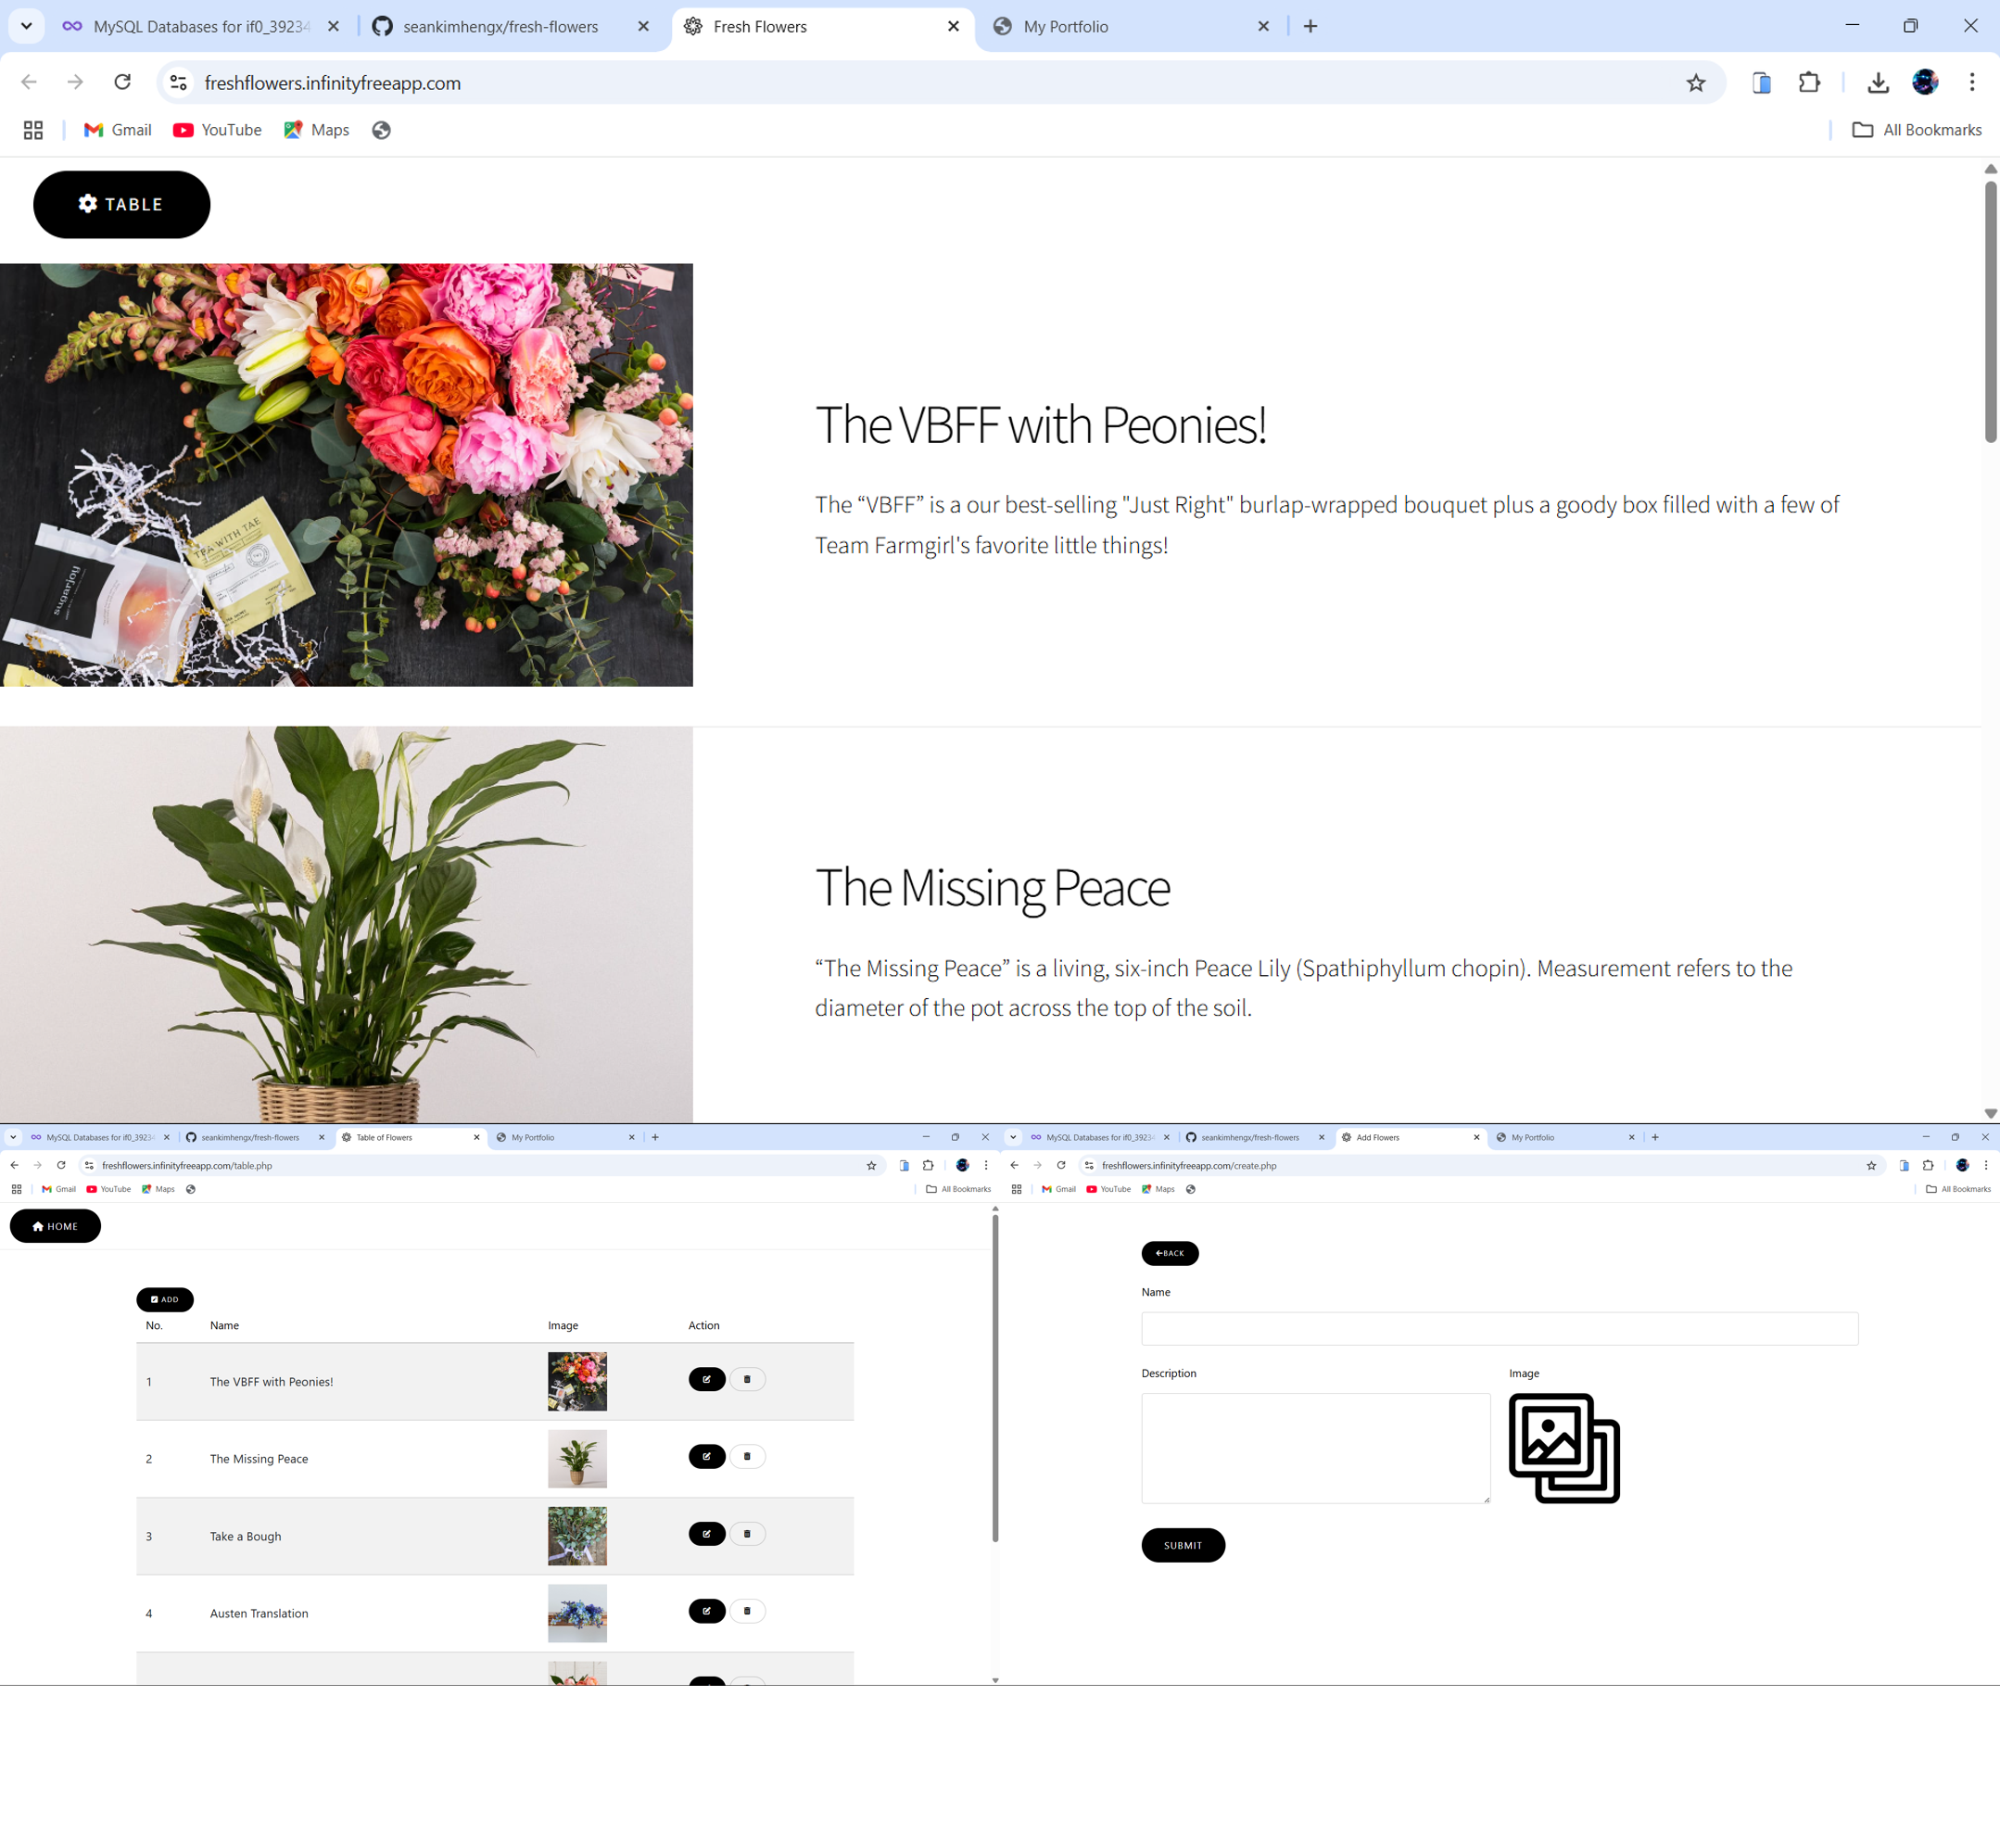 MySQL Databases for if0_3923
seankimhengx/fresh-flowers
Fresh Flowers
My Portfolio
freshflowers.infinityfreeapp.com
Gmail
YouTube
Maps
All Bookmarks
TABLE
The VBFF with Peonies!
The “VBFF” is a our best-selling "Just Right" burlap-wrapped bouquet plus a goody box filled with a few of
Team Farmgirl's favorite little things!
sugarjoy
TEA WITH TAE
The Missing Peace
“The Missing Peace” is a living, six-inch Peace Lily (Spathiphyllum chopin). Measurement refers to the
diameter of the pot across the top of the soil.
MySQL Databases for if0_3923
seankimhengx/fresh-flowers
Table of Flowers
My Portfolio
freshflowers.infinityfreeapp.com/table.php
Gmail
YouTube
Maps
All Bookmarks
HOME
ADD
No. Name Image Action
1 The VBFF with Peonies!
2 The Missing Peace
3 Take a Bough
4 Austen Translation
MySQL Databases for if0_3923
seankimhengx/fresh-flowers
Add Flowers
My Portfolio
freshflowers.infinityfreeapp.com/create.php
Gmail
YouTube
Maps
All Bookmarks
BACK
Name
Description
Image
SUBMIT